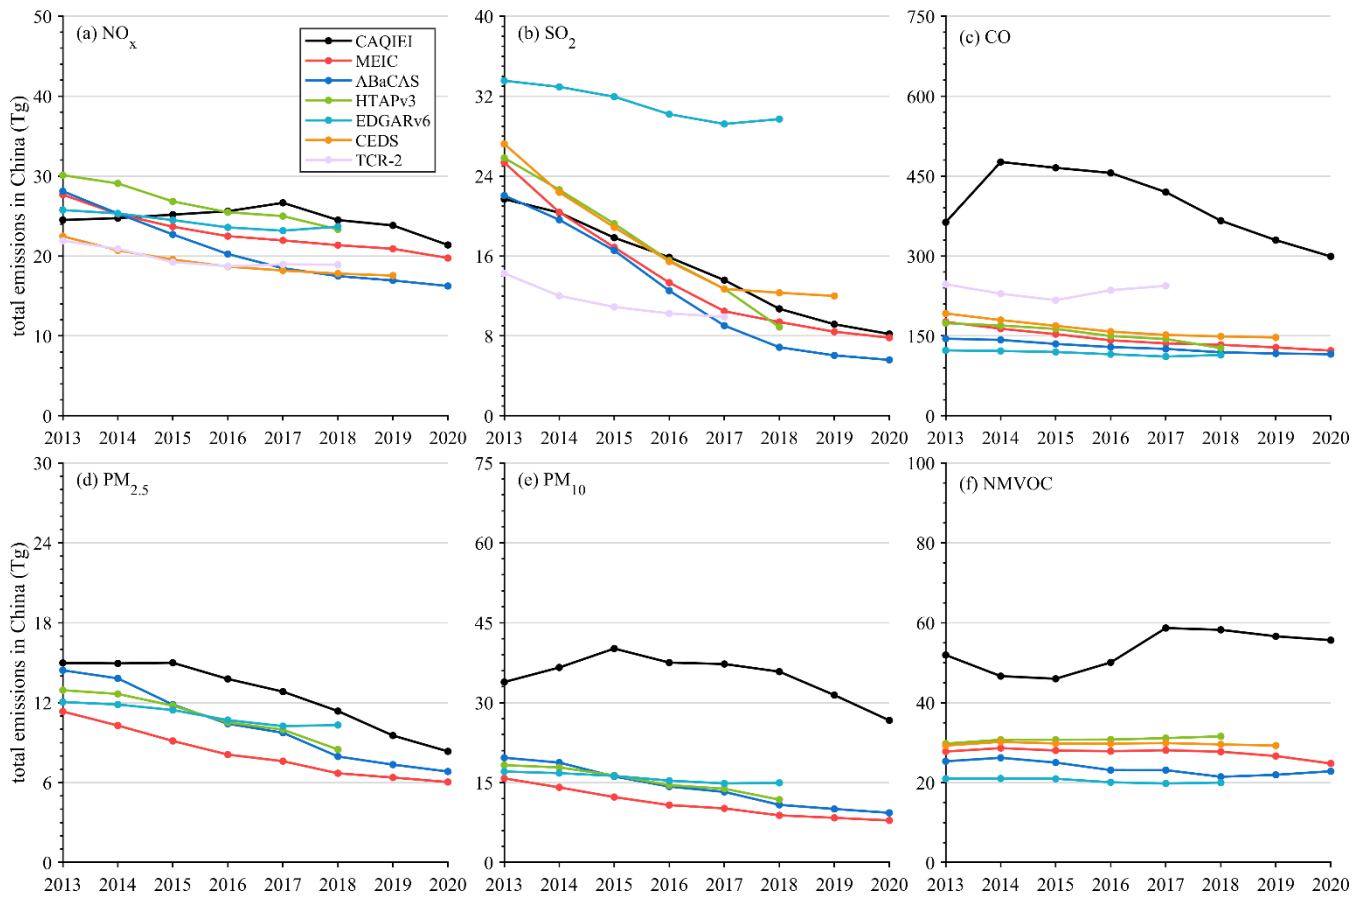 (a) NOx
CAQIEI
MEIC
ABaCAS
HTAPv3
EDGARv6
CEDS
TCR-2
total emissions in China (Tg)
50
40
30
20
10
0
2013 2014 2015 2016 2017 2018 2019 2020
(b) SO2
40
32
24
16
8
0
2013 2014 2015 2016 2017 2018 2019 2020
(c) CO
750
600
450
300
150
0
2013 2014 2015 2016 2017 2018 2019 2020
(d) PM2.5
total emissions in China (Tg)
30
24
18
12
6
0
2013 2014 2015 2016 2017 2018 2019 2020
(e) PM10
75
60
45
30
15
0
2013 2014 2015 2016 2017 2018 2019 2020
(f) NMVOC
100
80
60
40
20
0
2013 2014 2015 2016 2017 2018 2019 2020